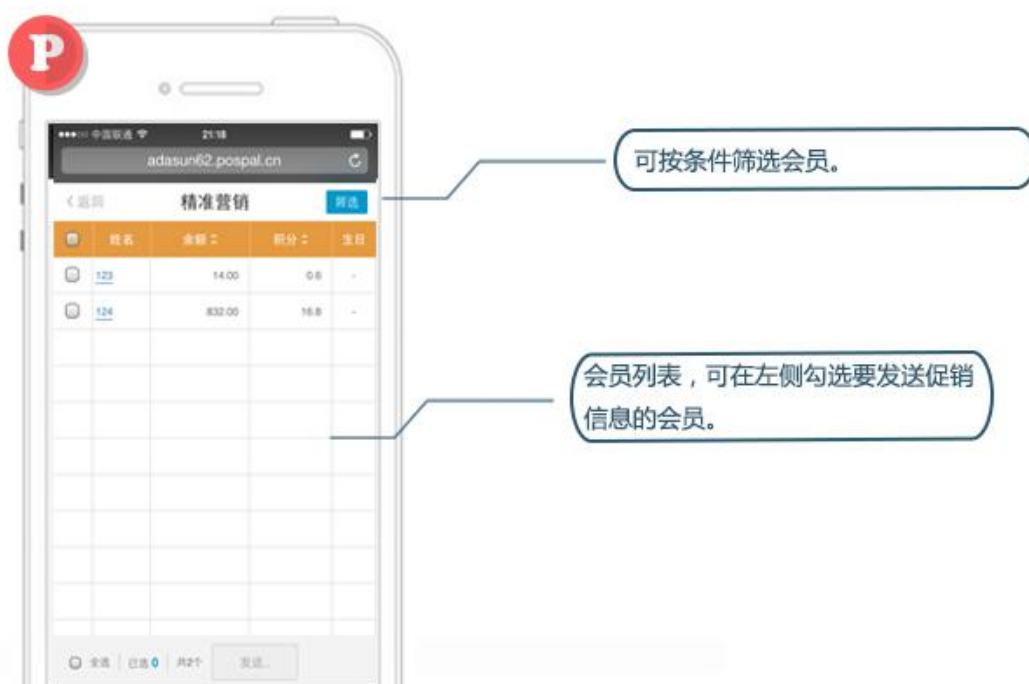 P
中国联通 21:18
adasun62.pospal.cn
可按条件筛选会员。
返回 精准营销 筛选
姓名 金额 积分 生日
123 14.00 0.6 -
124 832.00 16.8 -
会员列表，可在左侧勾选要发送促销
信息的会员。
全选 已选 0 共2个 发送..